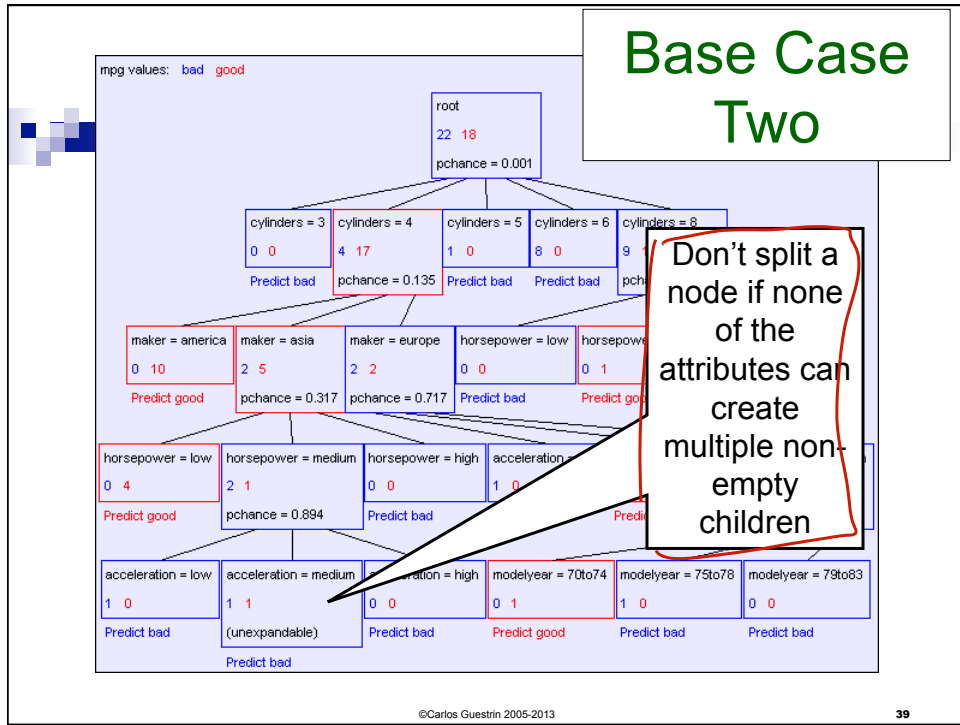 Base Case
Two
mpg values: bad good
root
22 18
pchance = 0.001
cylinders = 3 cylinders = 4 cylinders = 5 cylinders = 6 cylinders = 8
0 0 4 17 1 0 8 0 9
Predict bad pchance = 0.135 Predict bad Predict bad
Don't split a
node if none
of the
attributes can
create
multiple non-
empty
children
maker = america maker = asia maker = europe horsepower = low
0 10 2 5 2 2 0 0 0 1
Predict good pchance = 0.317 pchance = 0.717 Predict bad Predict
horsepower = low horsepower = medium horsepower = high acceleration =
0 4 2 1 0 0 1 0
Predict good pchance = 0.894 Predict bad
acceleration = low acceleration = medium = high modelyear = 70to74 modelyear = 75to78 modelyear = 79to83
1 0 1 1 0 0 0 1 1 0 0 0
Predict bad (unexpandable) Predict bad Predict good Predict bad Predict bad
Predict bad
©Carlos Guestrin 2005-2013 39